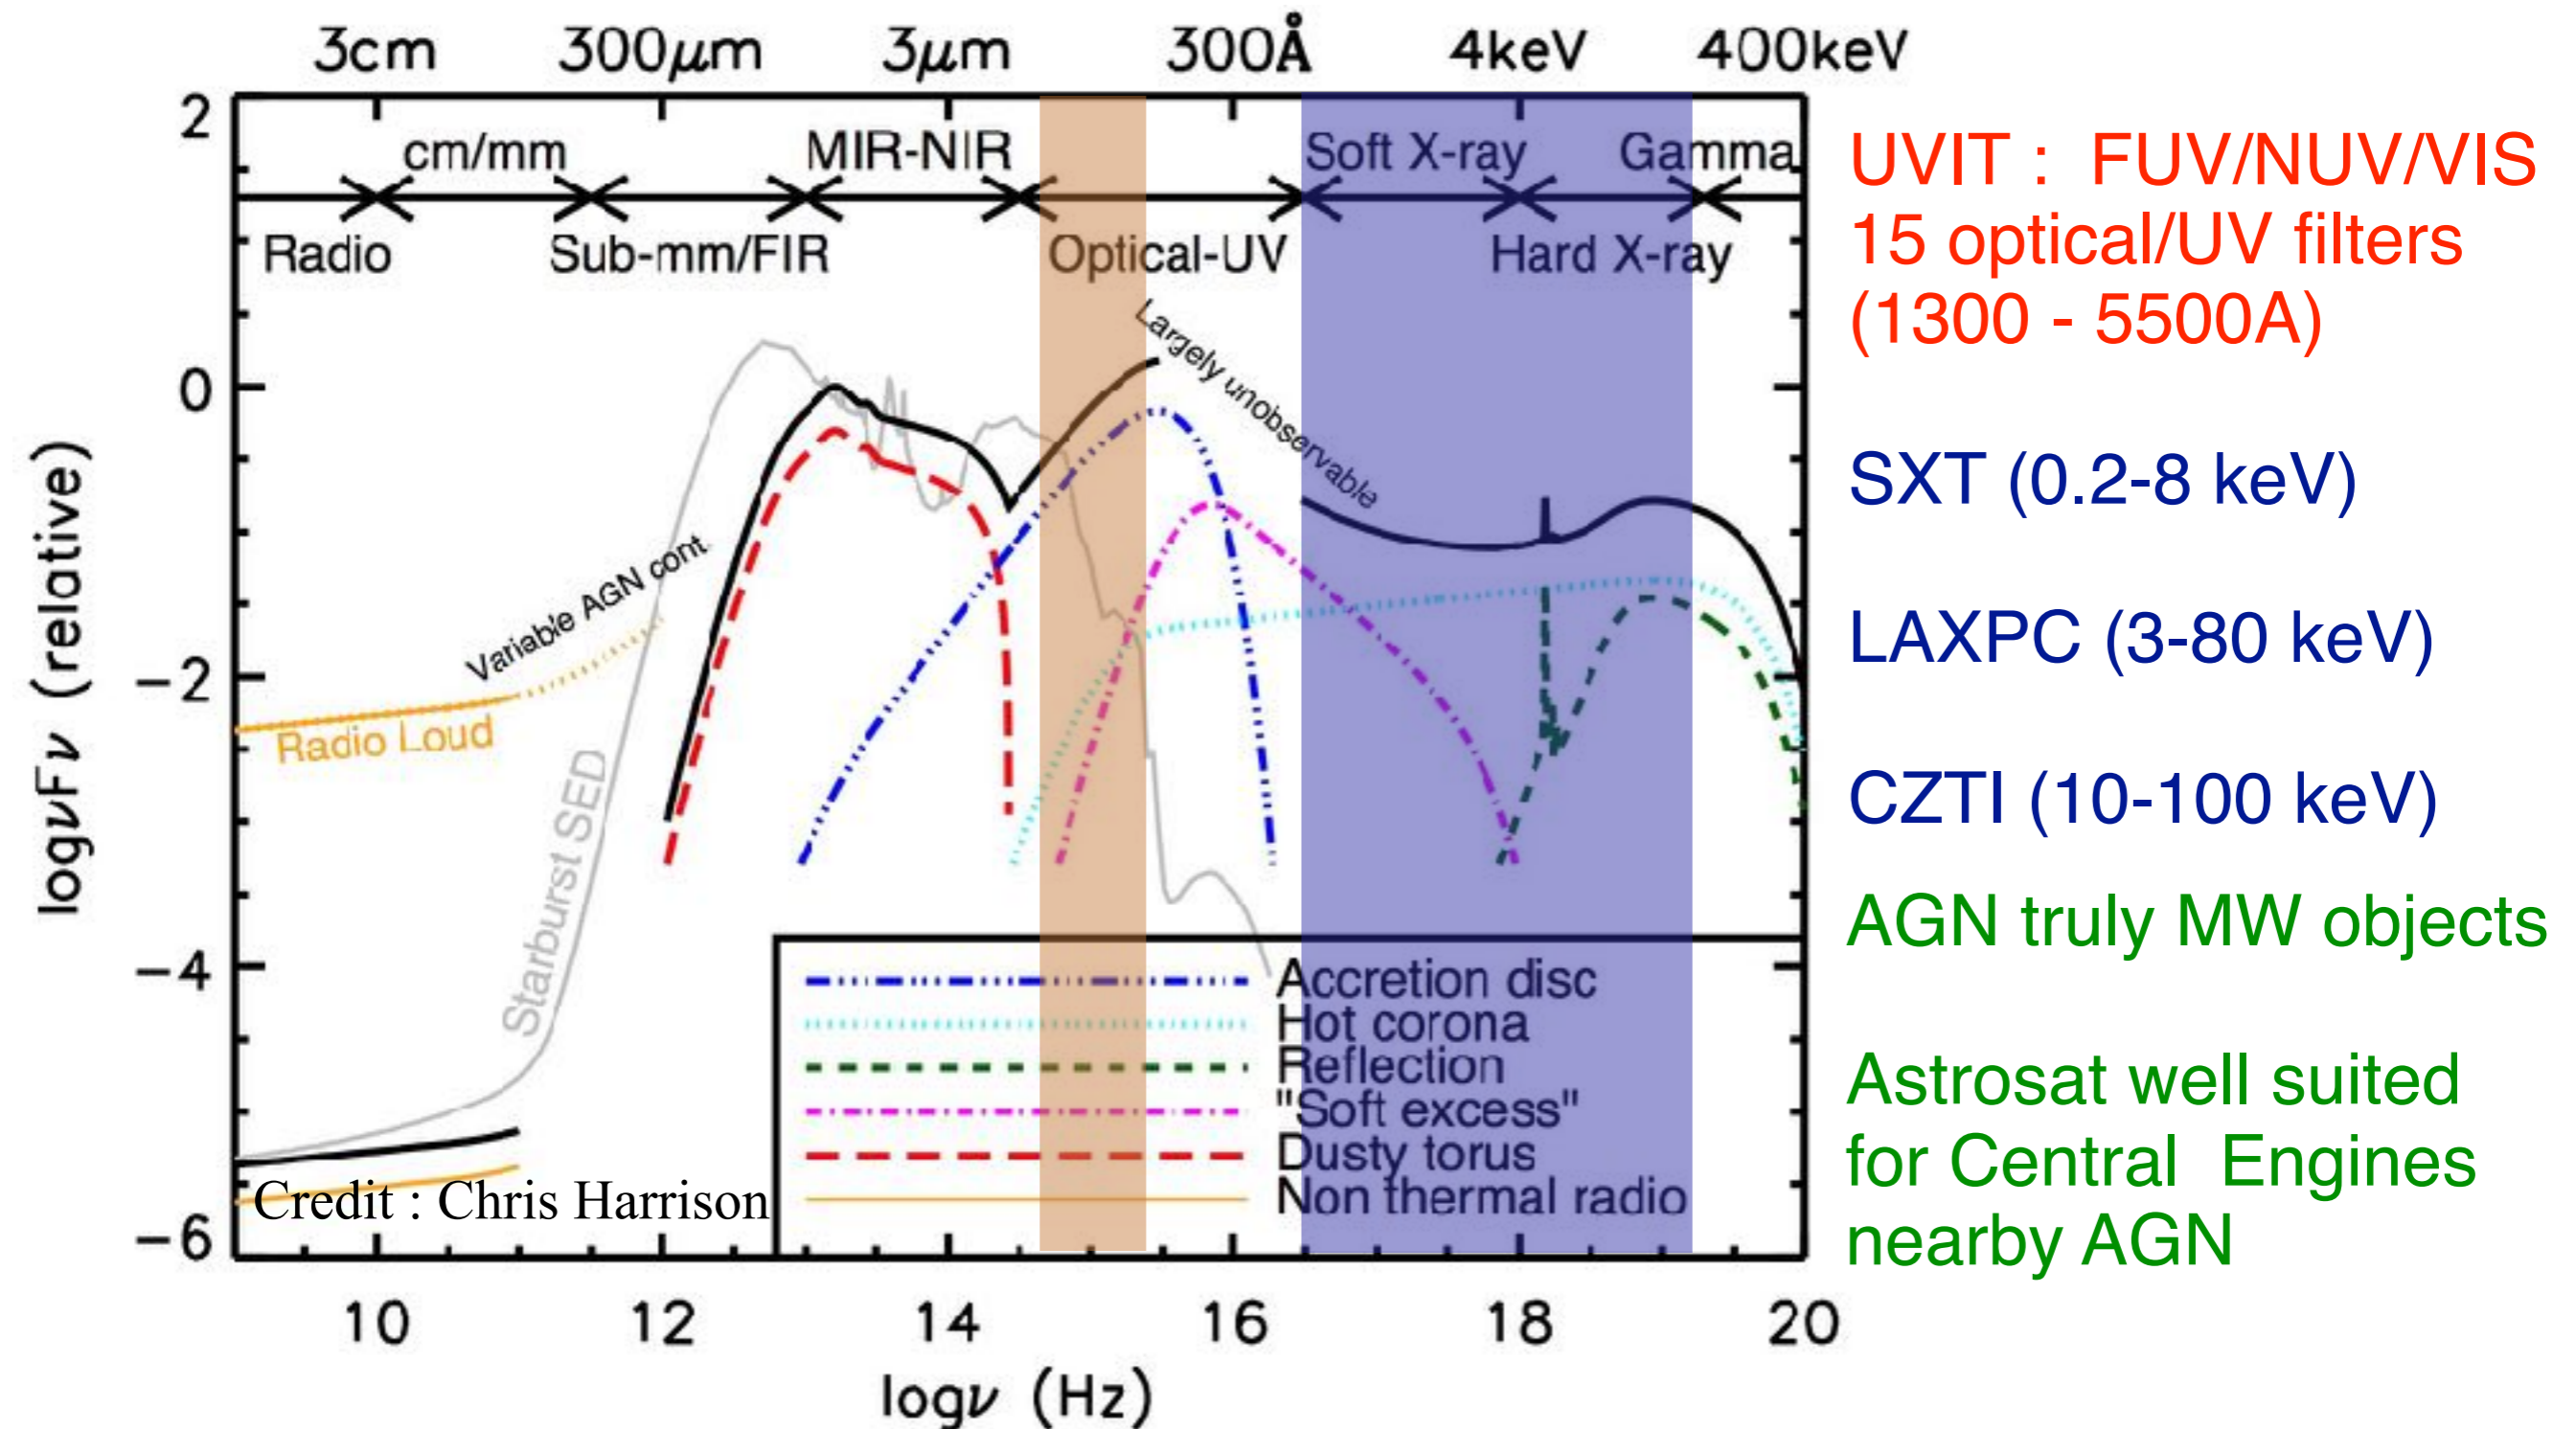 3cm 300μm 3μm 300Å 4keV 400keV
2
0
−2
−4
−6
logνFν (relative)
cm/mm MIR-NIR Soft X-ray Gamma
Radio Sub-mm/FIR Optical-UV Hard X-ray
Largely unobservable
Variable AGN cont.
Radio Loud
Starburst SED
Accretion disc
Hot corona
Reflection
"Soft excess"
Dusty torus
Non thermal radio
Credit : Chris Harrison
10 12 14 16 18 20
logν (Hz)
UVIT : FUV/NUV/VIS
15 optical/UV filters
(1300 - 5500A)
SXT (0.2-8 keV)
LAXPC (3-80 keV)
CZTI (10-100 keV)
AGN truly MW objects
Astrosat well suited
for Central Engines
nearby AGN